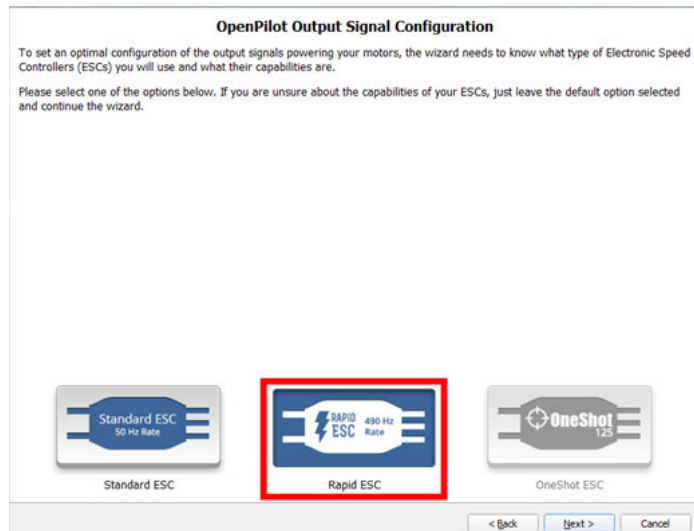 OpenPilot Output Signal Configuration
To set an optimal configuration of the output signals powering your motors, the wizard needs to know what type of Electronic Speed
Controllers (ESCs) you will use and what their capabilities are.
Please select one of the options below. If you are unsure about the capabilities of your ESCs, just leave the default option selected
and continue the wizard.
Standard ESC
50 Hz Rate
RAPID ESC
490 Hz Rate
OneShot
125
Standard ESC
Rapid ESC
OneShot ESC
< Back
Next >
Cancel